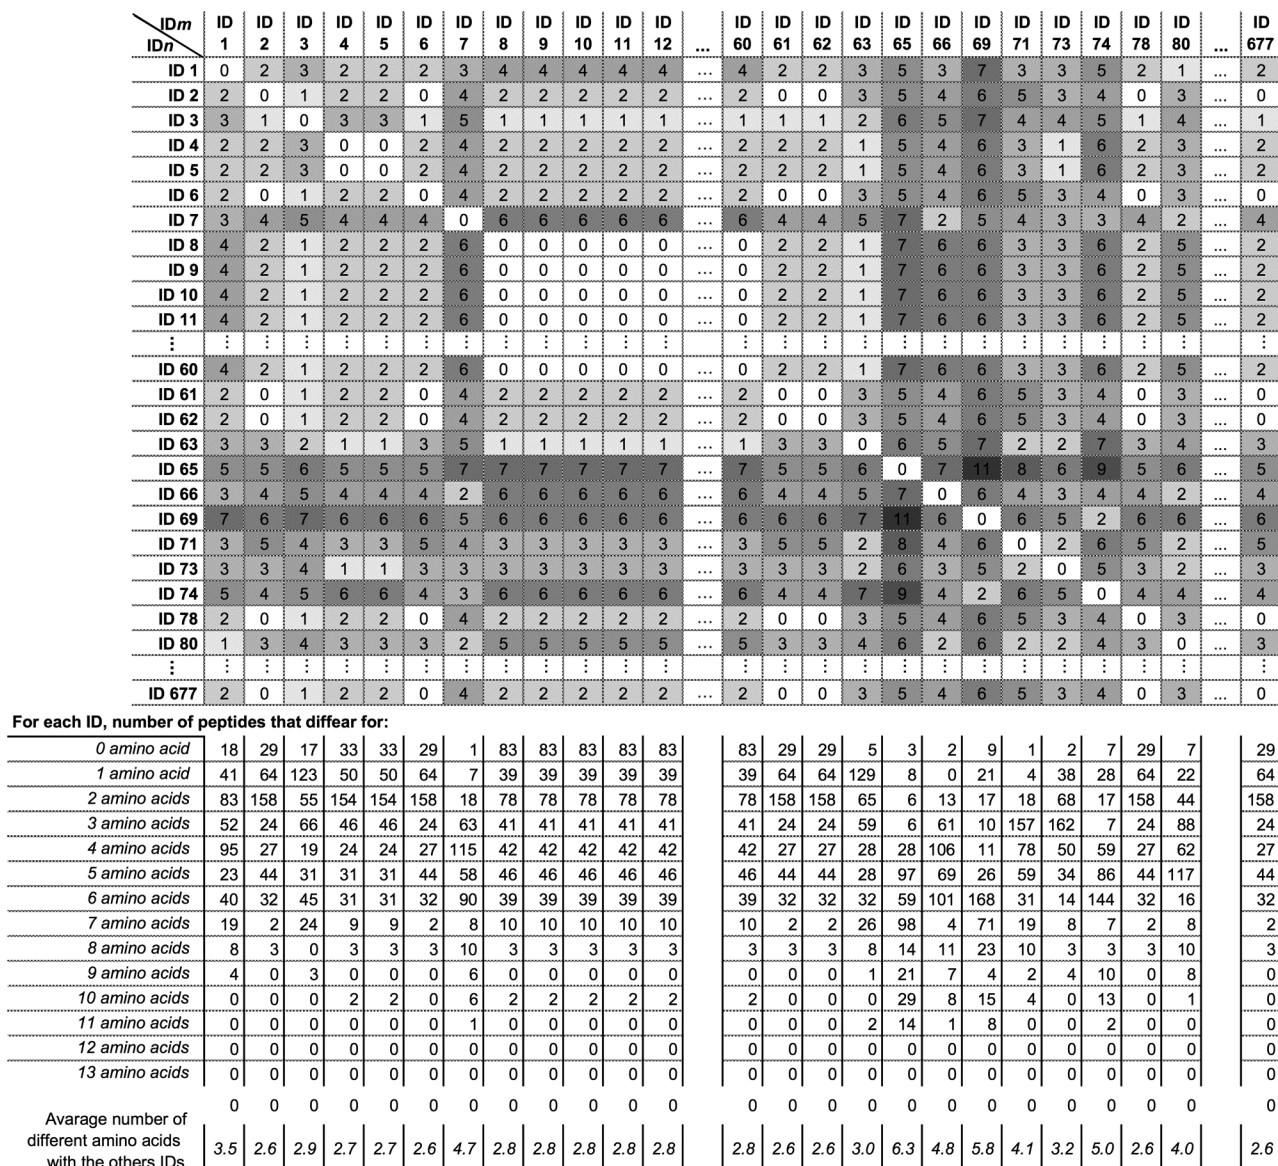 IDm ID ID ID ID ID ID ID ID ID ID ID ID ID ID ID ID ID ID ID ID ID ID ID ID ID
IDn 1 2 3 4 5 6 7 8 9 10 11 12 ... 60 61 62 63 65 66 69 71 73 74 78 80 ... 677
ID 1 0 2 3 2 2 2 3 4 4 4 4 4 ... 4 2 2 3 5 3 7 3 3 5 2 1 ... 2
ID 2 2 0 1 2 2 0 4 2 2 2 2 2 ... 2 0 0 3 5 4 6 5 3 4 0 3 ... 0
ID 3 3 1 0 3 3 1 5 1 1 1 1 1 ... 1 1 1 2 6 5 7 4 4 5 1 4 ... 1
ID 4 2 2 3 0 0 2 4 2 2 2 2 2 ... 2 2 2 1 5 4 6 3 1 6 2 3 ... 2
ID 5 2 2 3 0 0 2 4 2 2 2 2 2 ... 2 2 2 1 5 4 6 3 1 6 2 3 ... 2
ID 6 2 0 1 2 2 0 4 2 2 2 2 2 ... 2 0 0 3 5 4 6 5 3 4 0 3 ... 0
ID 7 3 4 5 4 4 4 0 6 6 6 6 6 ... 6 4 4 5 7 2 5 4 3 3 4 2 ... 4
ID 8 4 2 1 2 2 2 6 0 0 0 0 0 ... 0 2 2 1 7 6 6 3 3 6 2 5 ... 2
ID 9 4 2 1 2 2 2 6 0 0 0 0 0 ... 0 2 2 1 7 6 6 3 3 6 2 5 ... 2
ID 10 4 2 1 2 2 2 6 0 0 0 0 0 ... 0 2 2 1 7 6 6 3 3 6 2 5 ... 2
ID 11 4 2 1 2 2 2 6 0 0 0 0 0 ... 0 2 2 1 7 6 6 3 3 6 2 5 ... 2
⋮ ⋮ ⋮ ⋮ ⋮ ⋮ ⋮ ⋮ ⋮ ⋮ ⋮ ⋮ ⋮ ... ⋮ ⋮ ⋮ ⋮ ⋮ ⋮ ⋮ ⋮ ⋮ ⋮ ⋮ ⋮ ... ⋮
ID 60 4 2 1 2 2 2 6 0 0 0 0 0 ... 0 2 2 1 7 6 6 3 3 6 2 5 ... 2
ID 61 2 0 1 2 2 0 4 2 2 2 2 2 ... 2 0 0 3 5 4 6 5 3 4 0 3 ... 0
ID 62 2 0 1 2 2 0 4 2 2 2 2 2 ... 2 0 0 3 5 4 6 5 3 4 0 3 ... 0
ID 63 3 3 2 1 1 3 5 1 1 1 1 1 ... 1 3 3 0 6 5 7 2 2 7 3 4 ... 3
ID 65 5 5 6 5 5 5 7 7 7 7 7 7 ... 7 5 5 6 0 7 11 8 6 9 5 6 ... 5
ID 66 3 4 5 4 4 4 2 6 6 6 6 6 ... 6 4 4 5 7 0 6 4 3 4 4 2 ... 4
ID 69 7 6 7 6 6 6 5 6 6 6 6 6 ... 6 6 6 7 11 6 0 6 5 2 6 6 ... 6
ID 71 3 5 4 3 3 5 4 3 3 3 3 3 ... 3 5 5 2 8 4 6 0 2 6 5 2 ... 5
ID 73 3 3 4 1 1 3 3 3 3 3 3 3 ... 3 3 3 2 6 3 5 2 0 5 3 2 ... 3
ID 74 5 4 5 6 6 4 3 6 6 6 6 6 ... 6 4 4 7 9 4 2 6 5 0 4 4 ... 4
ID 78 2 0 1 2 2 0 4 2 2 2 2 2 ... 2 0 0 3 5 4 6 5 3 4 0 3 ... 0
ID 80 1 3 4 3 3 3 2 5 5 5 5 5 ... 5 3 3 4 6 2 6 2 2 4 3 0 ... 3
⋮ ⋮ ⋮ ⋮ ⋮ ⋮ ⋮ ⋮ ⋮ ⋮ ⋮ ⋮ ⋮ ... ⋮ ⋮ ⋮ ⋮ ⋮ ⋮ ⋮ ⋮ ⋮ ⋮ ⋮ ⋮ ... ⋮
ID 677 2 0 1 2 2 0 4 2 2 2 2 2 ... 2 0 0 3 5 4 6 5 3 4 0 3 ... 0
For each ID, number of peptides that diffear for:
0 amino acid 18 29 17 33 33 29 1 83 83 83 83 83 83 29 29 5 3 2 9 1 2 7 29 7 29
1 amino acid 41 64 123 50 50 64 7 39 39 39 39 39 39 64 64 129 8 0 21 4 38 28 64 22 64
2 amino acids 83 158 55 154 154 158 18 78 78 78 78 78 78 158 158 65 6 13 17 18 68 17 158 44 158
3 amino acids 52 24 66 46 46 24 63 41 41 41 41 41 41 24 24 59 6 61 10 157 162 7 24 88 24
4 amino acids 95 27 19 24 24 27 115 42 42 42 42 42 42 27 27 28 28 106 11 78 50 59 27 62 27
5 amino acids 23 44 31 31 31 44 58 46 46 46 46 46 46 44 44 28 97 69 26 59 34 86 44 117 44
6 amino acids 40 32 45 31 31 32 90 39 39 39 39 39 39 32 32 32 59 101 168 31 14 144 32 16 32
7 amino acids 19 2 24 9 9 2 8 10 10 10 10 10 10 2 2 26 98 4 71 19 8 7 2 8 2
8 amino acids 8 3 0 3 3 3 10 3 3 3 3 3 3 3 3 8 14 11 23 10 3 3 3 10 3
9 amino acids 4 0 3 0 0 0 6 0 0 0 0 0 0 0 0 1 21 7 4 2 4 10 0 8 0
10 amino acids 0 0 0 2 2 0 6 2 2 2 2 2 2 0 0 0 29 8 15 4 0 13 0 1 0
11 amino acids 0 0 0 0 0 0 1 0 0 0 0 0 0 0 0 2 14 1 8 0 0 2 0 0 0
12 amino acids 0 0 0 0 0 0 0 0 0 0 0 0 0 0 0 0 0 0 0 0 0 0 0 0 0
13 amino acids 0 0 0 0 0 0 0 0 0 0 0 0 0 0 0 0 0 0 0 0 0 0 0 0 0
0 0 0 0 0 0 0 0 0 0 0 0 0 0 0 0 0 0 0 0 0 0 0 0 0
Avarage number of
different amino acids 3.5 2.6 2.9 2.7 2.7 2.6 4.7 2.8 2.8 2.8 2.8 2.8 2.8 2.6 2.6 3.0 6.3 4.8 5.8 4.1 3.2 5.0 2.6 4.0 2.6
with the others IDs